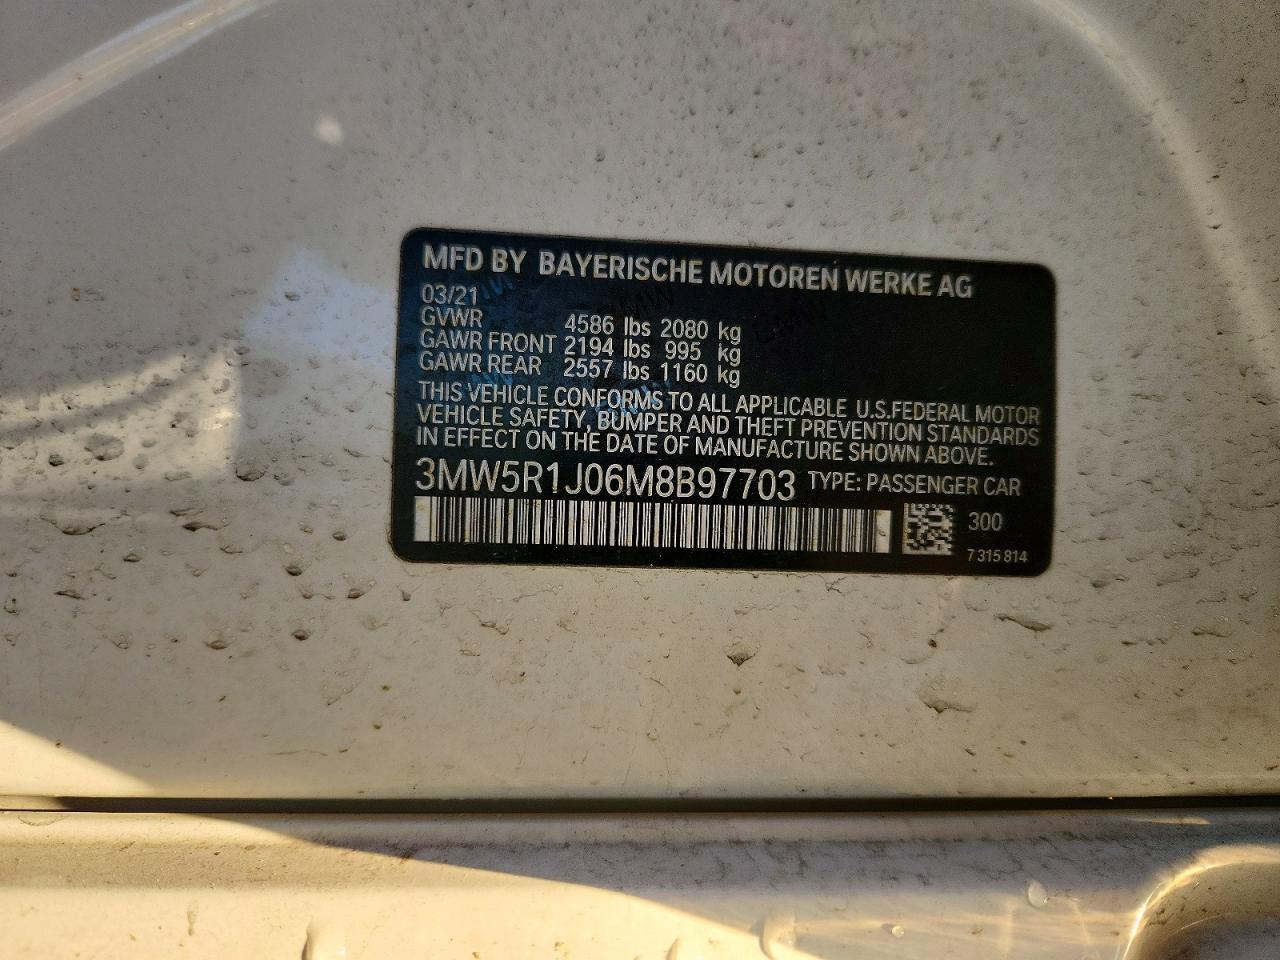 MFD BY BAYERISCHE MOTOREN WERKE AG
03/21
GVWR 4586 lbs 2080 kg
GAWR FRONT 2194 lbs 995 kg
GAWR REAR 2557 lbs 1160 kg
THIS VEHICLE CONFORMS TO ALL APPLICABLE U.S.FEDERAL MOTOR
VEHICLE SAFETY, BUMPER AND THEFT PREVENTION STANDARDS
IN EFFECT ON THE DATE OF MANUFACTURE SHOWN ABOVE.
3MW5R1J06M8B97703 TYPE: PASSENGER CAR
300
7 315 814